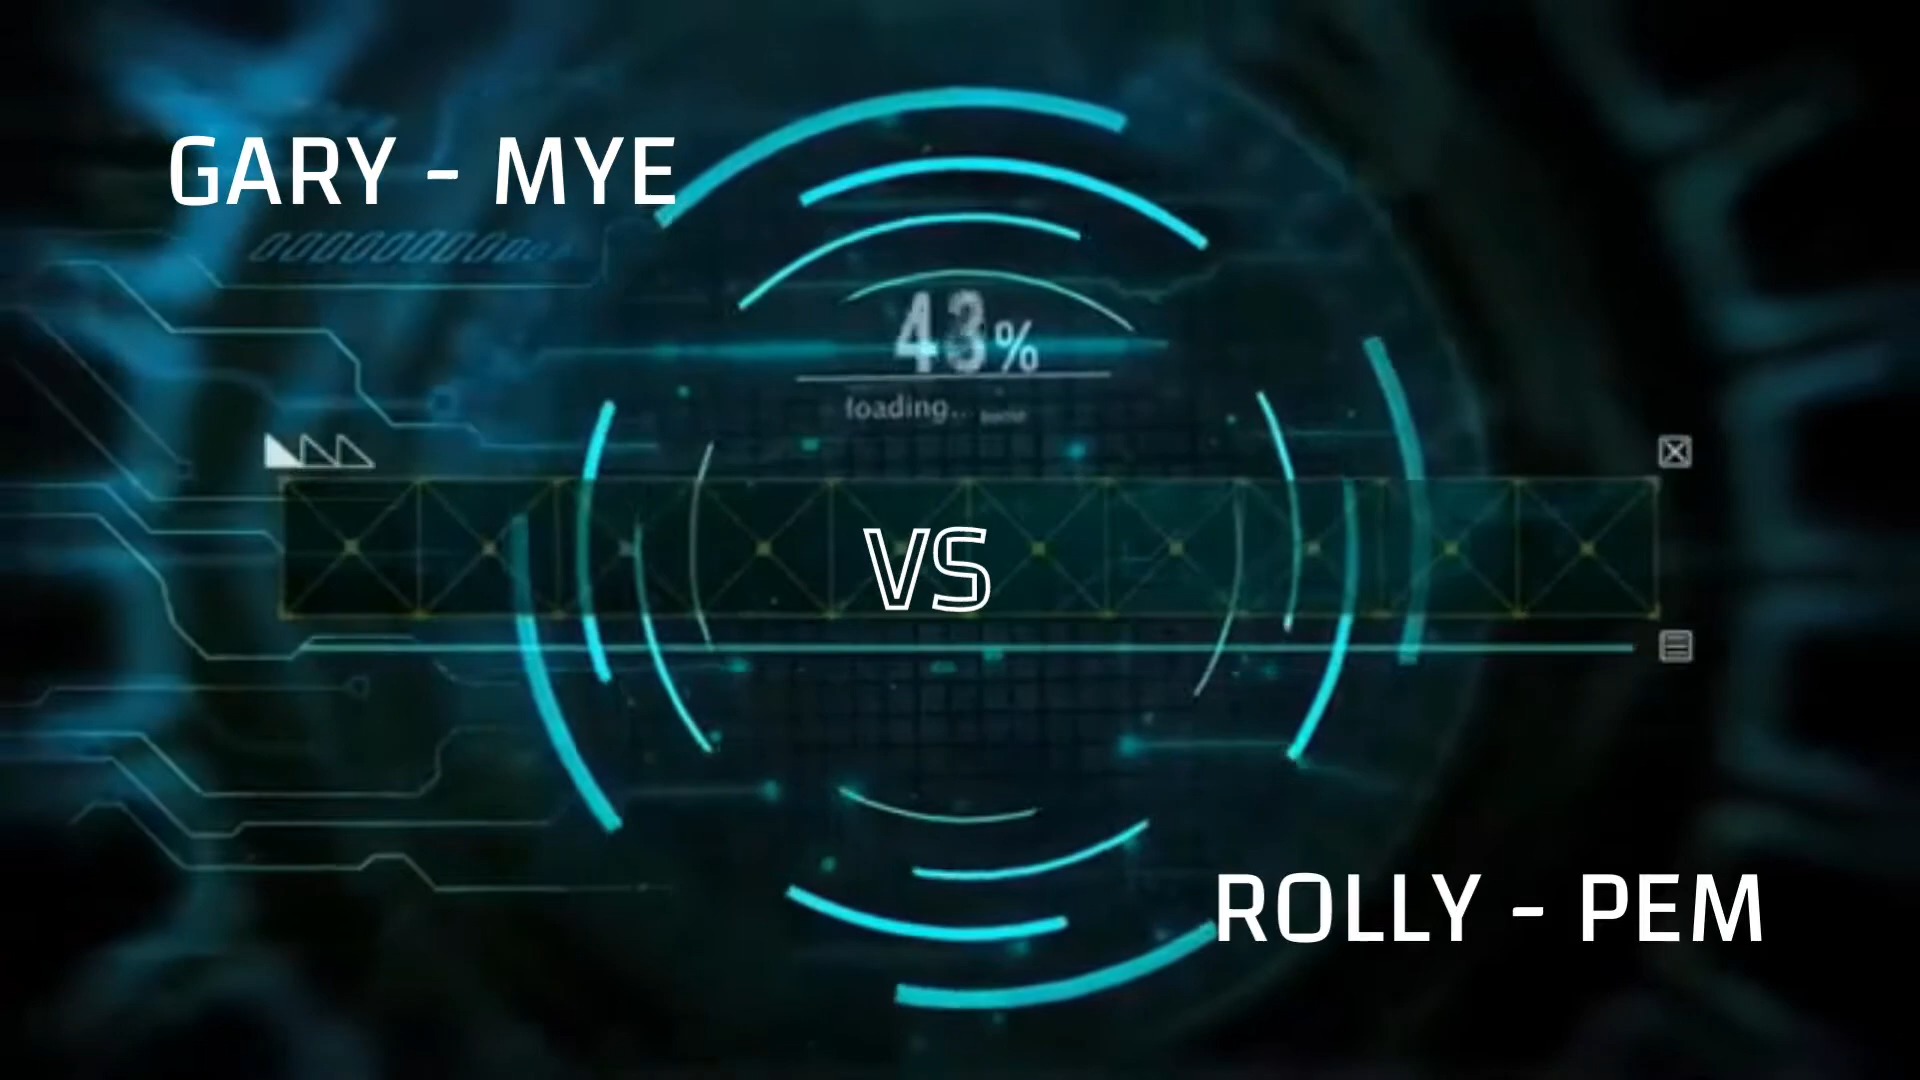 GARY - MYE
43%
loading...
VS
ROLLY - PEM